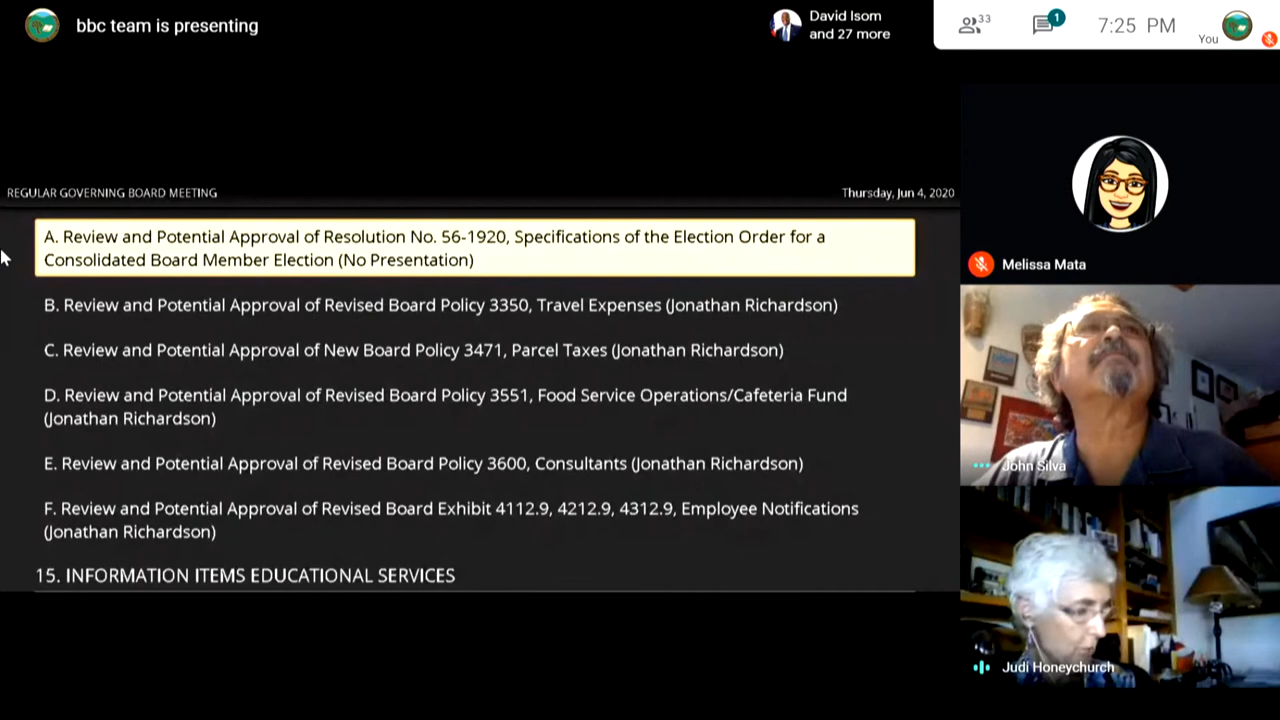 bbc team is presenting
David Isom
and 27 more
33
1
7:25 PM
You
REGULAR GOVERNING BOARD MEETING
Thursday, Jun 4, 2020
A. Review and Potential Approval of Resolution No. 56-1920, Specifications of the Election Order for a
Consolidated Board Member Election (No Presentation)
B. Review and Potential Approval of Revised Board Policy 3350, Travel Expenses (Jonathan Richardson)
C. Review and Potential Approval of New Board Policy 3471, Parcel Taxes (Jonathan Richardson)
D. Review and Potential Approval of Revised Board Policy 3551, Food Service Operations/Cafeteria Fund
(Jonathan Richardson)
E. Review and Potential Approval of Revised Board Policy 3600, Consultants (Jonathan Richardson)
F. Review and Potential Approval of Revised Board Exhibit 4112.9, 4212.9, 4312.9, Employee Notifications
(Jonathan Richardson)
15. INFORMATION ITEMS EDUCATIONAL SERVICES
Melissa Mata
John Silva
Judi Honeychurch